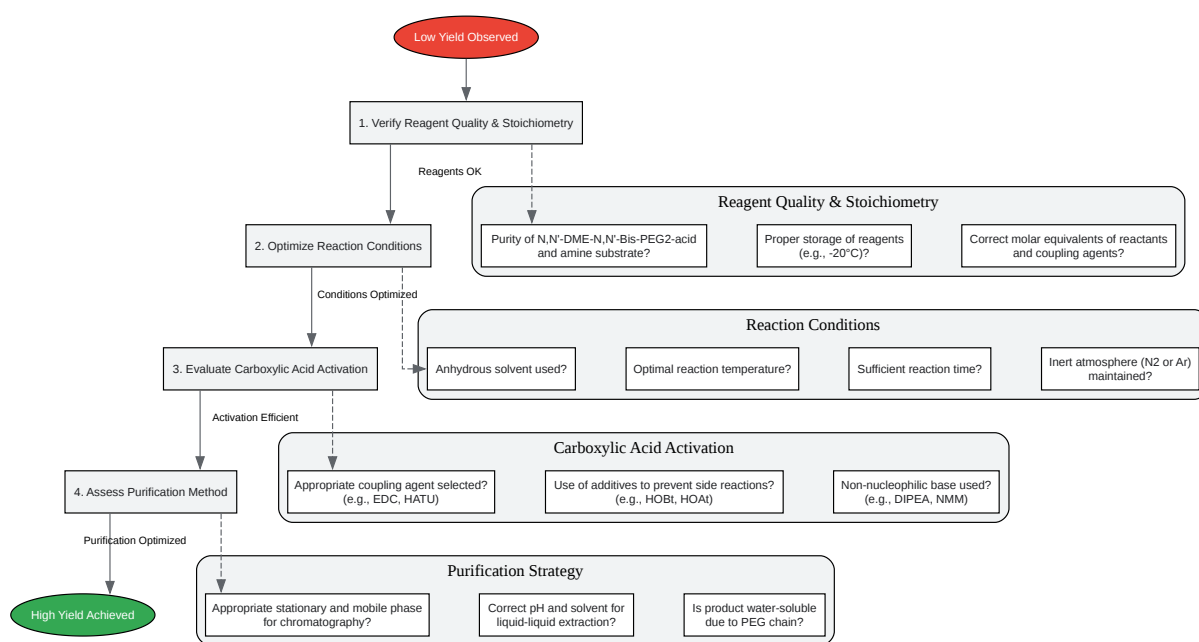 Low Yield Observed
1. Verify Reagent Quality & Stoichiometry
Reagents OK
Reagent Quality & Stoichiometry
Purity of N,N'-DME-N,N'-Bis-PEG2-acid
and amine substrate?
Proper storage of reagents
(e.g., -20°C)?
Correct molar equivalents of reactants
and coupling agents?
2. Optimize Reaction Conditions
Conditions Optimized
Reaction Conditions
Anhydrous solvent used?
Optimal reaction temperature?
Sufficient reaction time?
Inert atmosphere (N2 or Ar)
maintained?
3. Evaluate Carboxylic Acid Activation
Activation Efficient
Carboxylic Acid Activation
Appropriate coupling agent selected?
(e.g., EDC, HATU)
Use of additives to prevent side reactions?
(e.g., HOBt, HOAt)
Non-nucleophilic base used?
(e.g., DIPEA, NMM)
4. Assess Purification Method
Purification Optimized
Purification Strategy
Appropriate stationary and mobile phase
for chromatography?
Correct pH and solvent for
liquid-liquid extraction?
Is product water-soluble
due to PEG chain?
High Yield Achieved